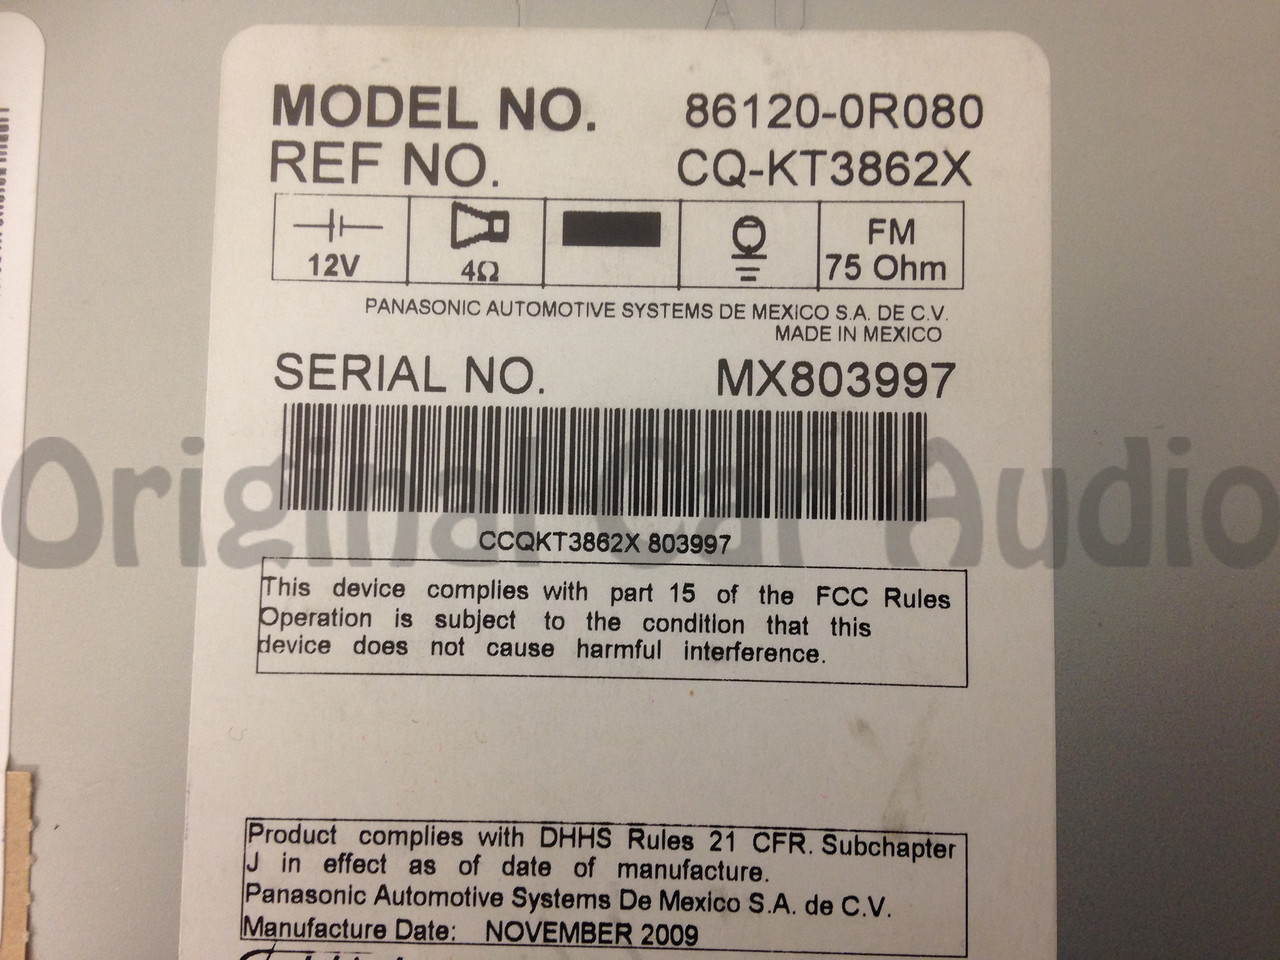 MODEL NO. 86120-0R080
REF NO. CQ-KT3862X
12V 4Ω FM 75 Ohm
PANASONIC AUTOMOTIVE SYSTEMS DE MEXICO S.A. DE C.V.
MADE IN MEXICO
SERIAL NO. MX803997
Original Car Audio
CCQKT3862X 803997
This device complies with part 15 of the FCC Rules
Operation is subject to the condition that this
device does not cause harmful interference.
Product complies with DHHS Rules 21 CFR. Subchapter
J in effect as of date of manufacture.
Panasonic Automotive Systems De Mexico S.A. de C.V.
Manufacture Date: NOVEMBER 2009